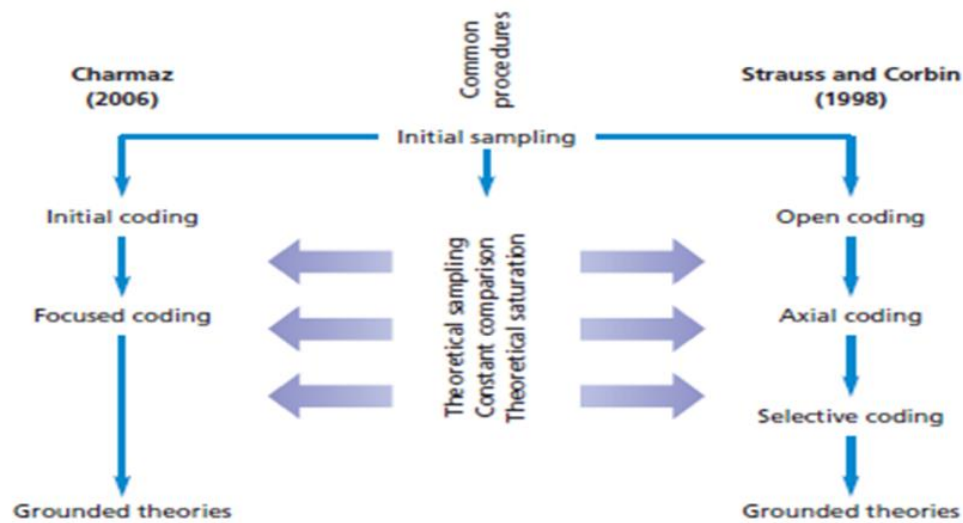 Charmaz
(2006)
Common
procedures
Strauss and Corbin
(1998)
Initial sampling
Initial coding
Open coding
Theoretical sampling
Constant comparison
Theoretical saturation
Focused coding
Axial coding
Selective coding
Grounded theories
Grounded theories